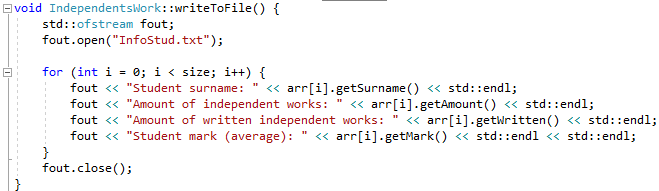 void IndependentsWork::writeToFile() {
std::ofstream fout;
fout.open("InfoStud.txt");
for (int i = 0; i < size; i++) {
fout << "Student surname: " << arr[i].getSurname() << std::endl;
fout << "Amount of independent works: " << arr[i].getAmount() << std::endl;
fout << "Amount of written independent works: " << arr[i].getWritten() << std::endl;
fout << "Student mark (average): " << arr[i].getMark() << std::endl << std::endl;
}
fout.close();
}